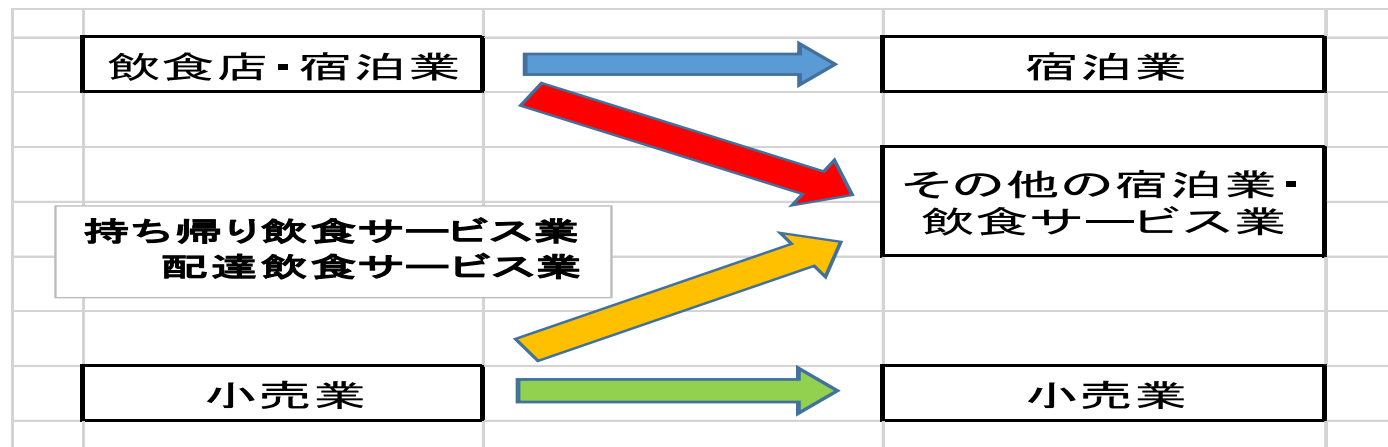 飲食店・宿泊業
宿泊業
その他の宿泊業・
飲食サービス業
持ち帰り飲食サービス業
配達飲食サービス業
小売業
小売業